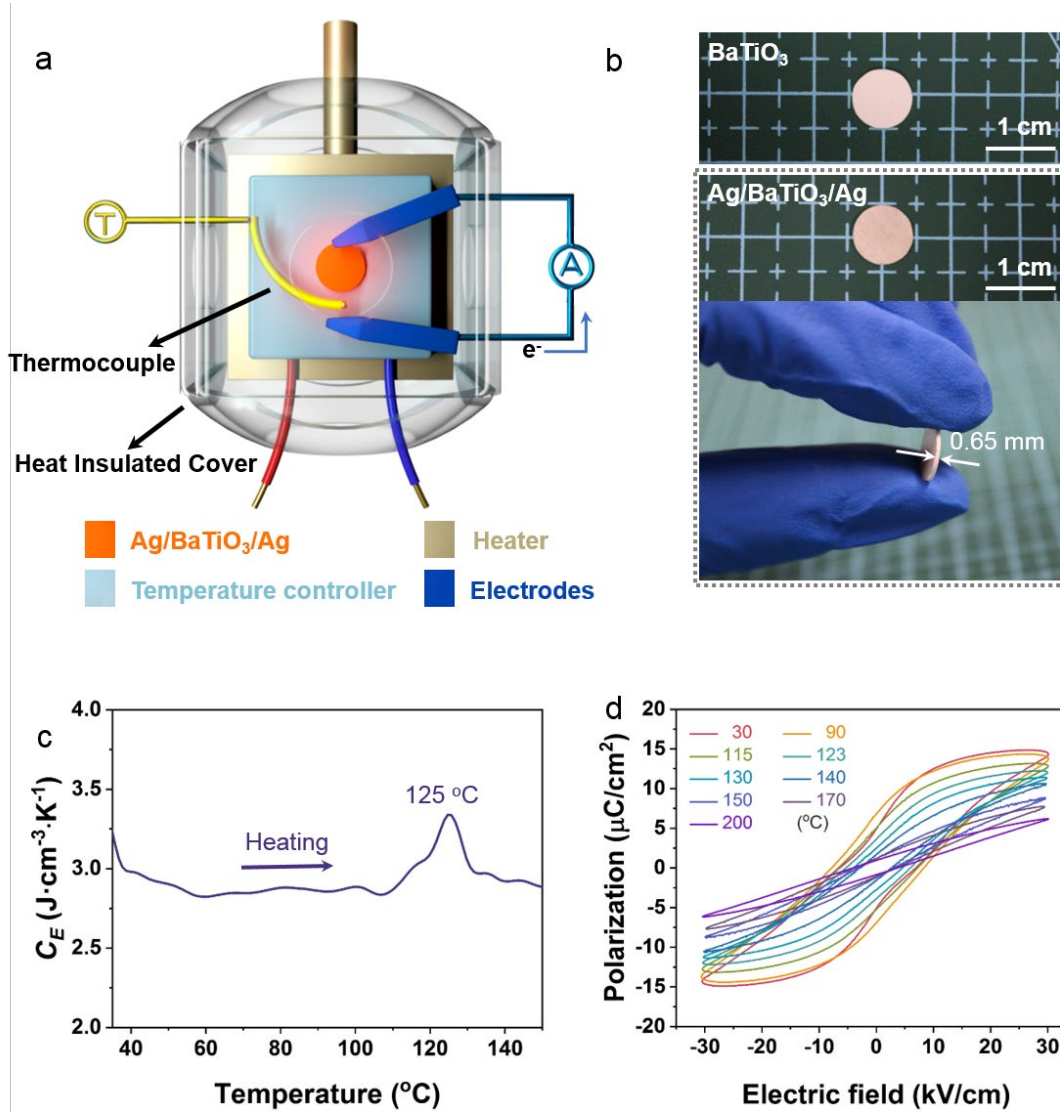 a
T
A
e-
Thermocouple
Heat Insulated Cover
Ag/BaTiO₃/Ag
Heater
Temperature controller
Electrodes
b
BaTiO₃
1 cm
Ag/BaTiO₃/Ag
1 cm
0.65 mm
c
4.0
3.5
3.0
2.5
2.0
125 °C
Heating
C_E (J·cm⁻³·K⁻¹)
40 60 80 100 120 140
Temperature (°C)
d
20
15
10
5
0
-5
-10
-15
-20
30 90
115 123
130 140
150 170
200 (°C)
Polarization (μC/cm²)
-30 -20 -10 0 10 20 30
Electric field (kV/cm)